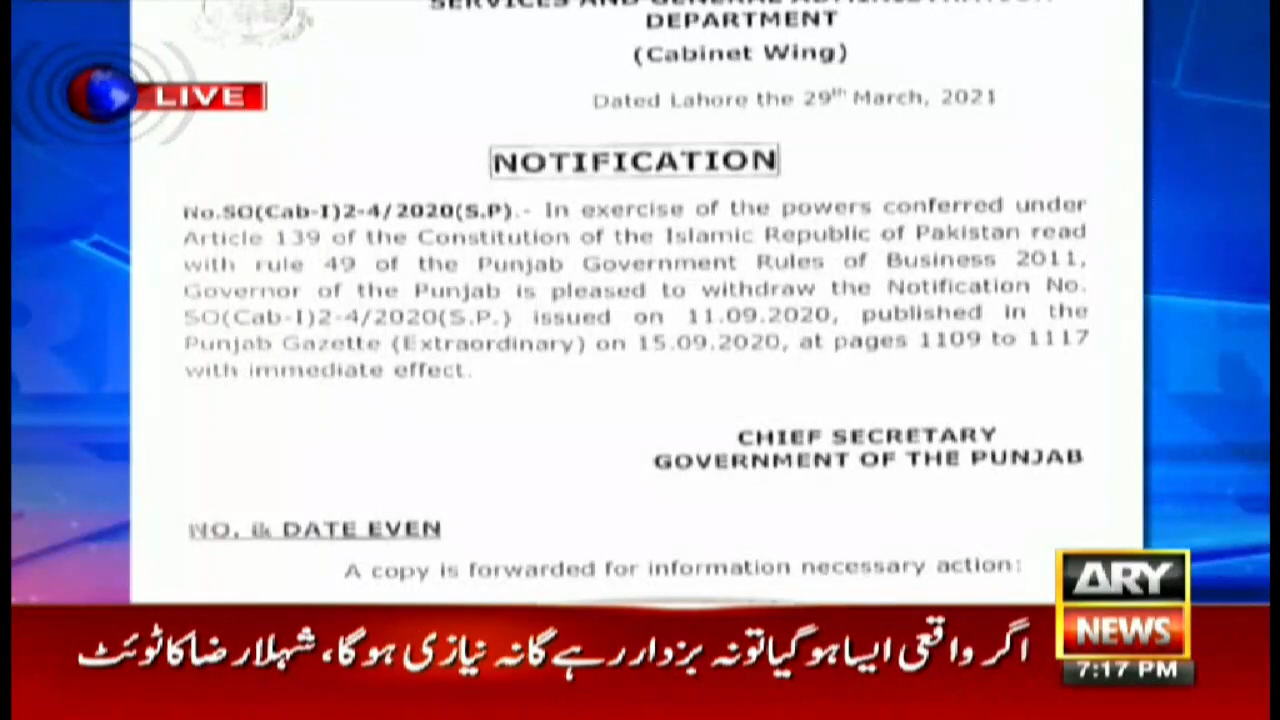 SERVICES AND GENERAL ADMINISTRATION
DEPARTMENT
(Cabinet Wing)
LIVE
Dated Lahore the 29th March, 2021
NOTIFICATION
No.SO(Cab-I)2-4/2020(S.P).- In exercise of the powers conferred under
Article 139 of the Constitution of the Islamic Republic of Pakistan read
with rule 49 of the Punjab Government Rules of Business 2011,
Governor of the Punjab is pleased to withdraw the Notification No.
SO(Cab-I)2-4/2020(S.P.) issued on 11.09.2020, published in the
Punjab Gazette (Extraordinary) on 15.09.2020, at pages 1109 to 1117
with immediate effect.
CHIEF SECRETARY
GOVERNMENT OF THE PUNJAB
NO. & DATE EVEN
A copy is forwarded for information necessary action:
ARY
NEWS
7:17 PM
اگر واقعی ایسا ہو گیا تو نہ بزدار رہے گا نہ نیازی ہو گا، شہلا رضا کا ٹوئٹ